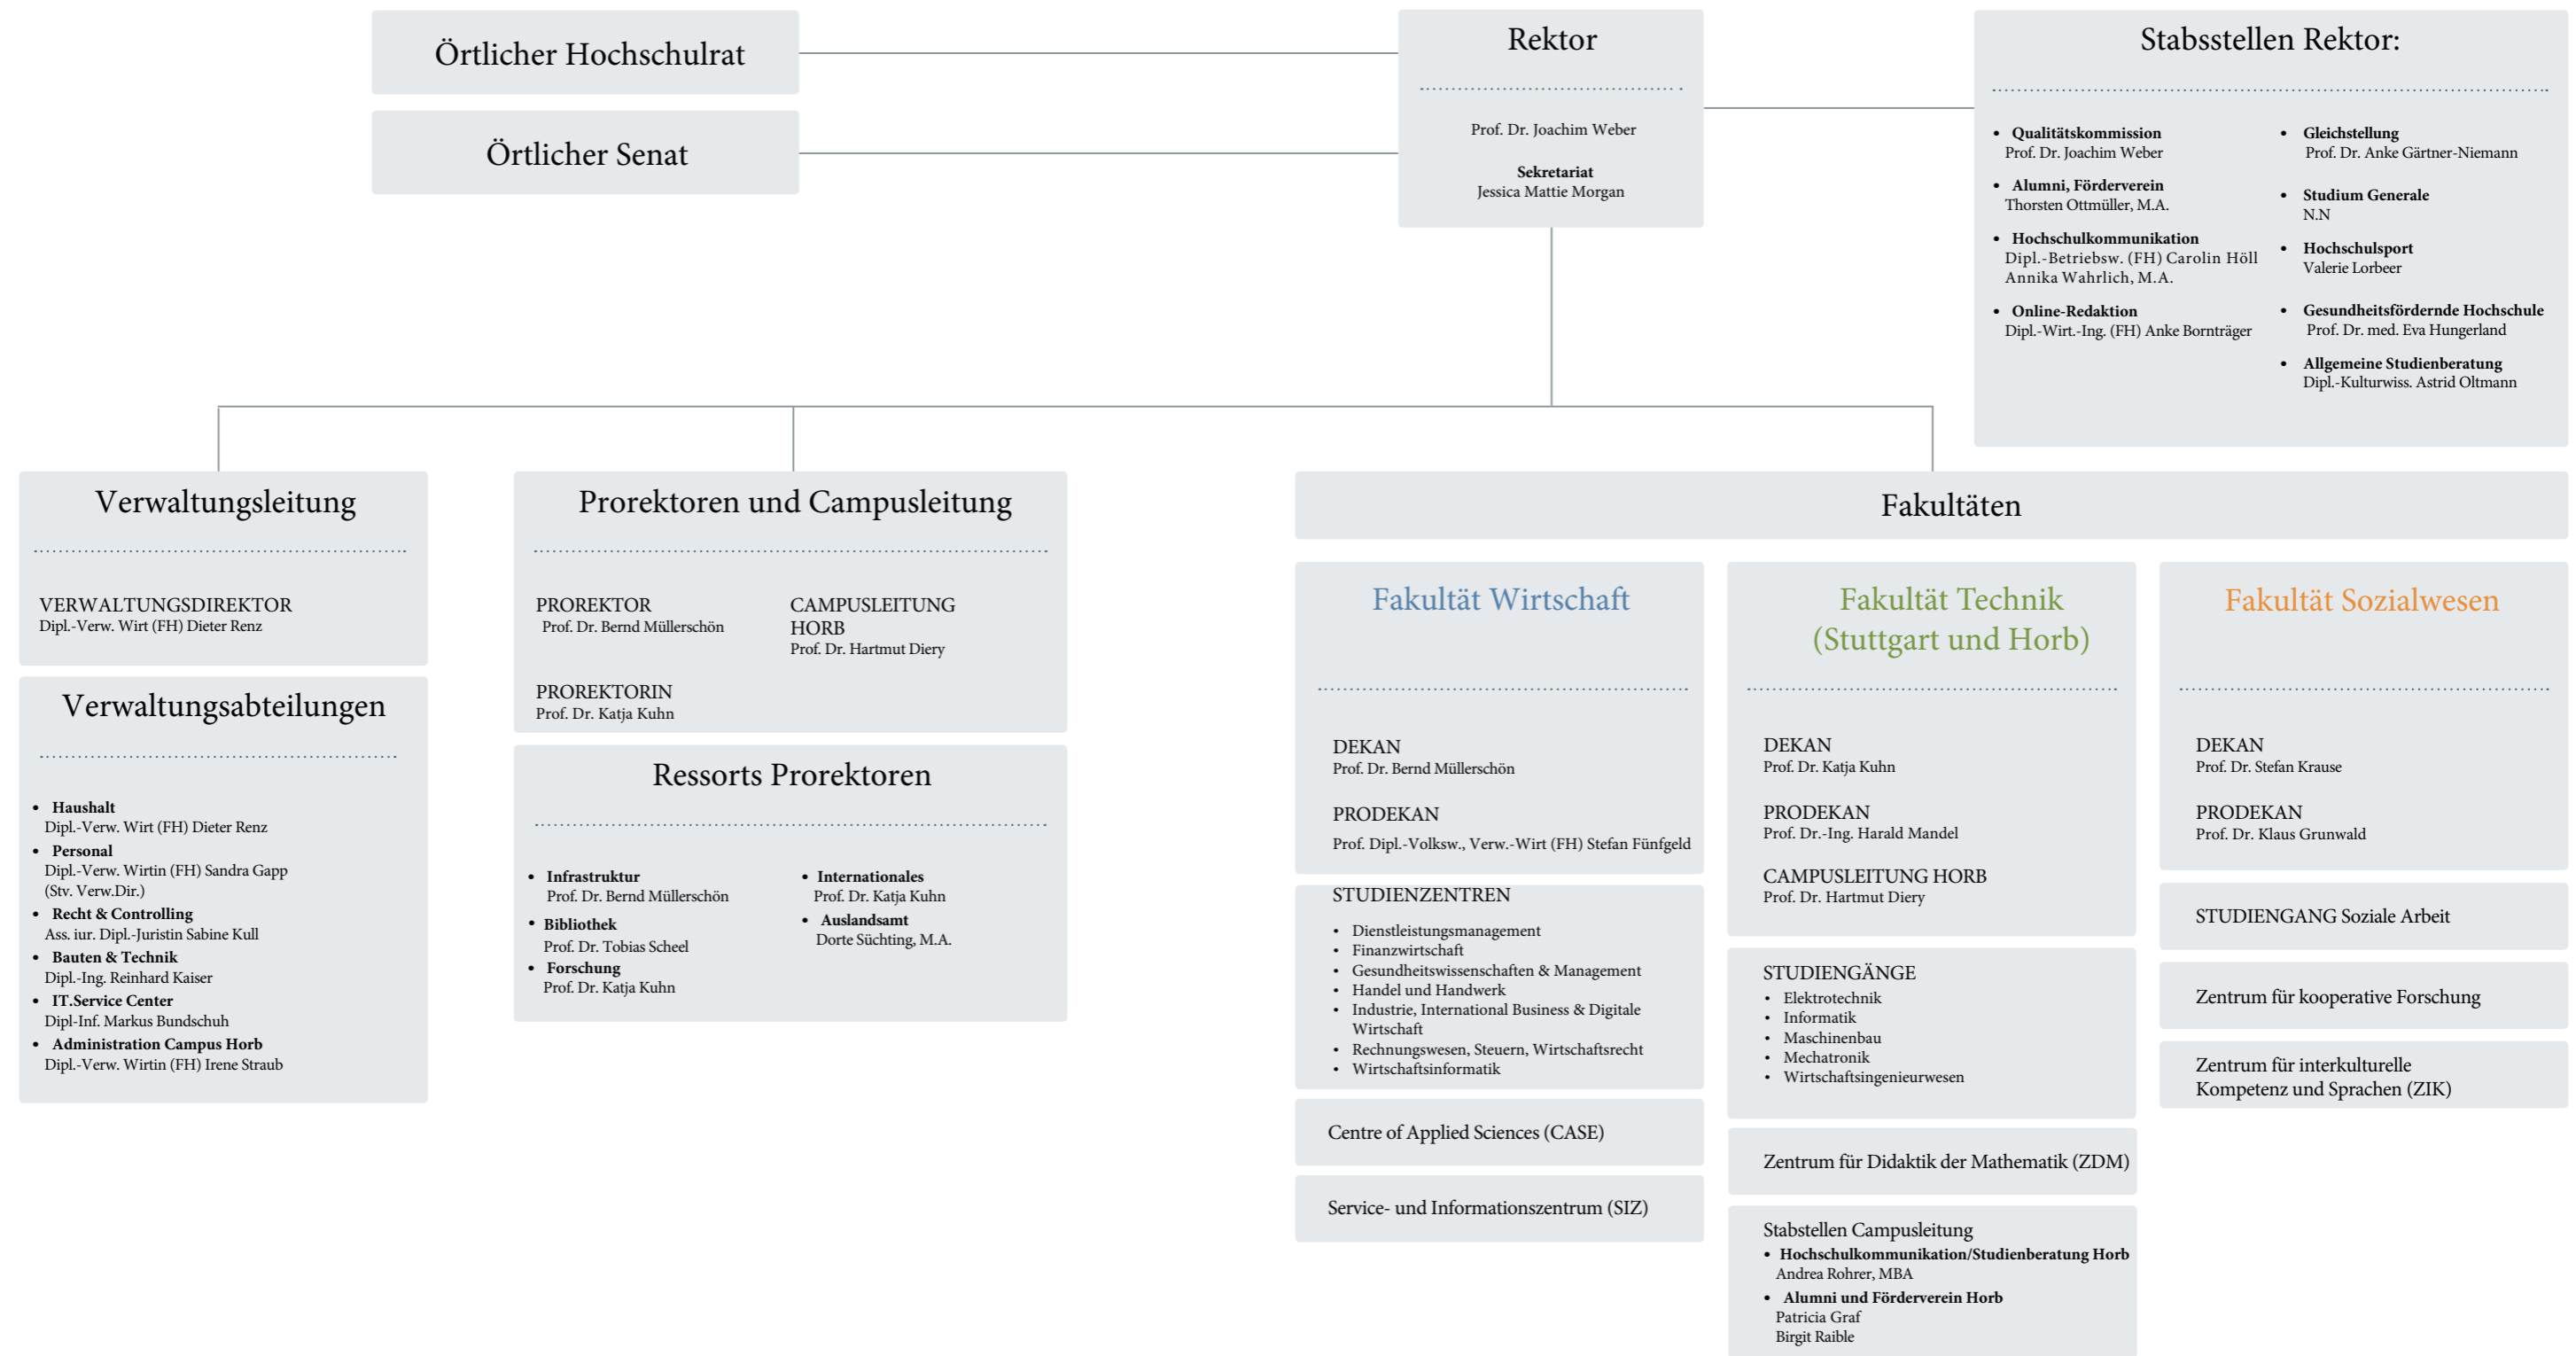 Örtlicher Hochschulrat
Örtlicher Senat
Rektor
Prof. Dr. Joachim Weber
Sekretariat
Jessica Mattie Morgan
Stabsstellen Rektor:
• Qualitätskommission
Prof. Dr. Joachim Weber
• Alumni, Förderverein
Thorsten Ottmüller, M.A.
• Hochschulkommunikation
Dipl.-Betriebsw. (FH) Carolin Höll
Annika Wahrlich, M.A.
• Online-Redaktion
Dipl.-Wirt.-Ing. (FH) Anke Bornträger
• Gleichstellung
Prof. Dr. Anke Gärtner-Niemann
• Studium Generale
N.N
• Hochschulsport
Valerie Lorbeer
• Gesundheitsfördernde Hochschule
Prof. Dr. med. Eva Hungerland
• Allgemeine Studienberatung
Dipl.-Kulturwiss. Astrid Oltmann
Verwaltungsleitung
VERWALTUNGSDIREKTOR
Dipl.-Verw. Wirt (FH) Dieter Renz
Verwaltungsabteilungen
• Haushalt
Dipl.-Verw. Wirt (FH) Dieter Renz
• Personal
Dipl.-Verw. Wirtin (FH) Sandra Gapp
(Stv. Verw.Dir.)
• Recht & Controlling
Ass. iur. Dipl.-Juristin Sabine Kull
• Bauten & Technik
Dipl.-Ing. Reinhard Kaiser
• IT.Service Center
Dipl-Inf. Markus Bundschuh
• Administration Campus Horb
Dipl.-Verw. Wirtin (FH) Irene Straub
Prorektoren und Campusleitung
PROREKTOR
Prof. Dr. Bernd Müllerschön
PROREKTORIN
Prof. Dr. Katja Kuhn
CAMPUSLEITUNG
HORB
Prof. Dr. Hartmut Diery
Ressorts Prorektoren
• Infrastruktur
Prof. Dr. Bernd Müllerschön
• Bibliothek
Prof. Dr. Tobias Scheel
• Forschung
Prof. Dr. Katja Kuhn
• Internationales
Prof. Dr. Katja Kuhn
• Auslandsamt
Dorte Süchting, M.A.
Fakultäten
Fakultät Wirtschaft
DEKAN
Prof. Dr. Bernd Müllerschön
PRODEKAN
Prof. Dipl.-Volksw., Verw.-Wirt (FH) Stefan Fünfgeld
STUDIENZENTREN
• Dienstleistungsmanagement
• Finanzwirtschaft
• Gesundheitswissenschaften & Management
• Handel und Handwerk
• Industrie, International Business & Digitale
Wirtschaft
• Rechnungswesen, Steuern, Wirtschaftsrecht
• Wirtschaftsinformatik
Centre of Applied Sciences (CASE)
Service- und Informationszentrum (SIZ)
Fakultät Technik
(Stuttgart und Horb)
DEKAN
Prof. Dr. Katja Kuhn
PRODEKAN
Prof. Dr.-Ing. Harald Mandel
CAMPUSLEITUNG HORB
Prof. Dr. Hartmut Diery
STUDIENGÄNGE
• Elektrotechnik
• Informatik
• Maschinenbau
• Mechatronik
• Wirtschaftsingenieurwesen
Zentrum für Didaktik der Mathematik (ZDM)
Stabstellen Campusleitung
• Hochschulkommunikation/Studienberatung Horb
Andrea Rohrer, MBA
• Alumni und Förderverein Horb
Patricia Graf
Birgit Raible
Fakultät Sozialwesen
DEKAN
Prof. Dr. Stefan Krause
PRODEKAN
Prof. Dr. Klaus Grunwald
STUDIENGANG Soziale Arbeit
Zentrum für kooperative Forschung
Zentrum für interkulturelle
Kompetenz und Sprachen (ZIK)